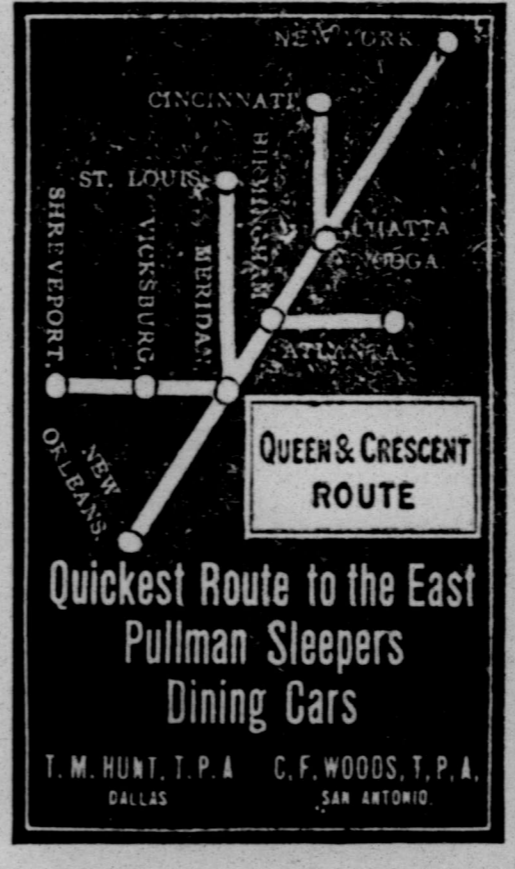 NEW YORK
CINCINNATI
ST. LOUIS
BIRMINGHAM
SHREVEPORT.
VICKSBURG.
MERIDAN.
CHATTA
OOGA
ATLANTA
NEW
ORLEANS.
QUEEN & CRESCENT
ROUTE
Quickest Route to the East
Pullman Sleepers
Dining Cars
T. M. HUNT, T. P. A
DALLAS
C. F. WOODS, T, P, A,
SAN ANTONIO.